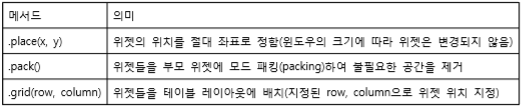 메서드 의미
.place(x, y) 위젯의 위치를 절대 좌표로 정함(윈도우의 크기에 따라 위젯은 변경되지 않음)
.pack() 위젯들을 부모 위젯에 모드 패킹(packing)하여 불필요한 공간을 제거
.grid(row, column) 위젯들을 테이블 레이아웃에 배치(지정된 row, column으로 위젯 위치 지정)